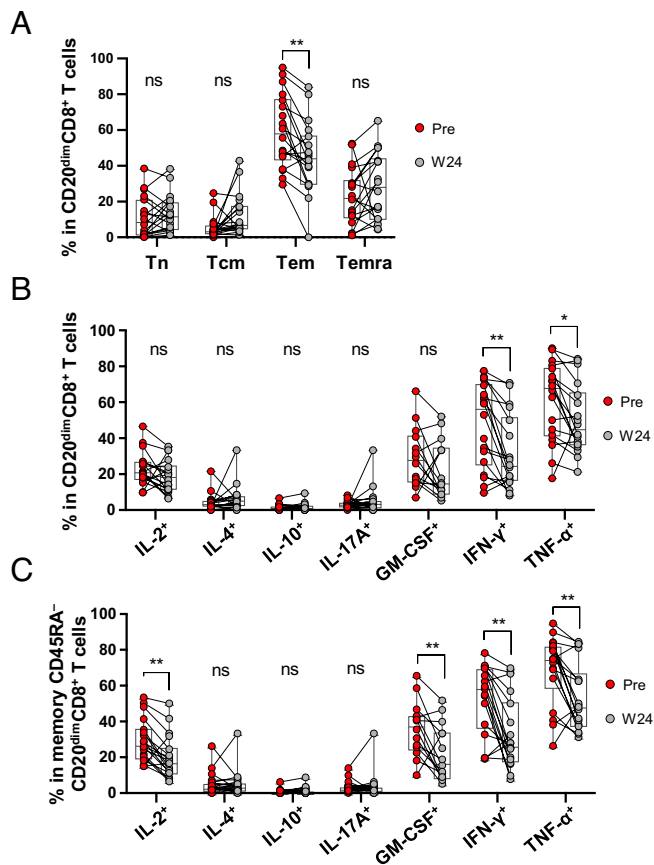 A
% in CD20dimCD8+ T cells
100
80
60
40
20
0
ns
ns
**
ns
Tn
Tcm
Tem
Temra
Pre
W24
B
% in CD20dimCD8+ T cells
100
80
60
40
20
0
ns
ns
ns
ns
ns
**
*
IL-2+
IL-4+
IL-10+
IL-17A+
GM-CSF+
IFN-γ+
TNF-α+
Pre
W24
C
% in memory CD45RA−
CD20dimCD8+ T cells
100
80
60
40
20
0
**
ns
ns
ns
**
**
**
IL-2+
IL-4+
IL-10+
IL-17A+
GM-CSF+
IFN-γ+
TNF-α+
Pre
W24